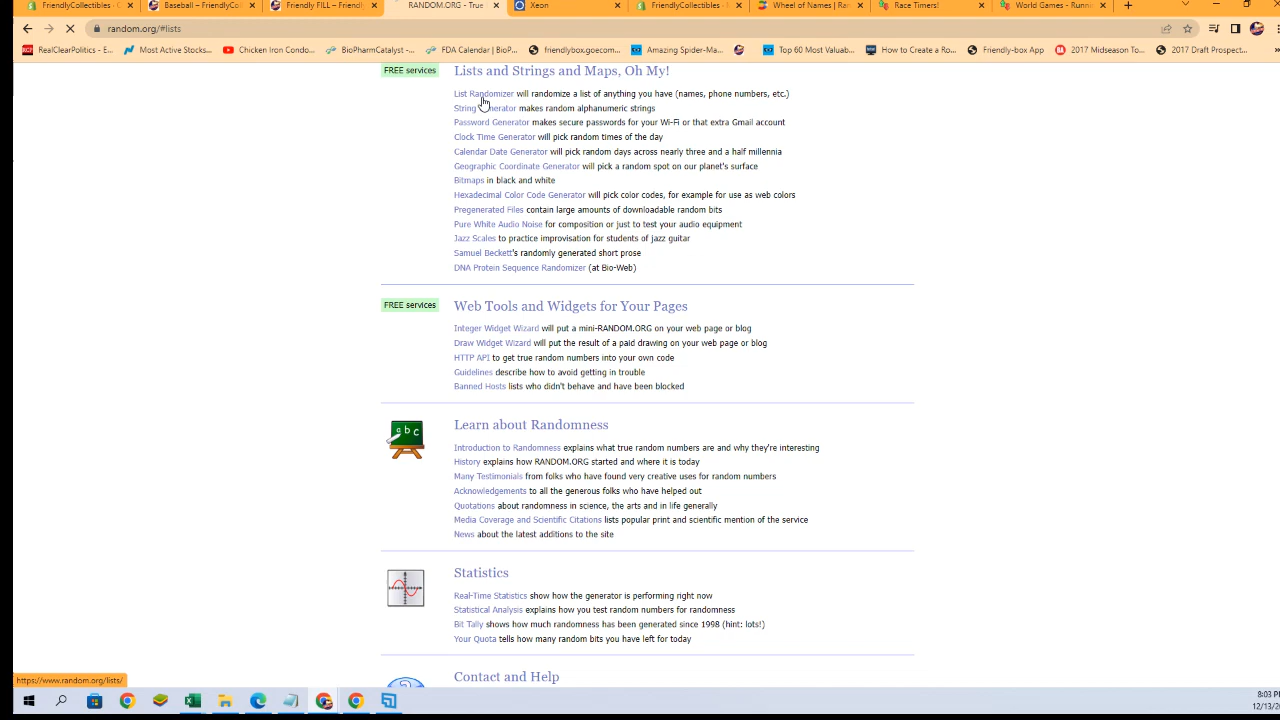 FriendlyCollectibles - C
Baseball – FriendlyCol
Friendly FILL – Friendly
RANDOM.ORG - True
Xeon
FriendlyCollectibles - S
Wheel of Names | Ran
Race Timers!
World Games - Runne
random.org/#lists
RealClearPolitics - E...
Most Active Stocks...
Chicken Iron Condo...
BioPharmCatalyst -...
FDA Calendar | BioP...
friendlybox.goecom...
Amazing Spider-Ma...
Top 60 Most Valuab...
How to Create a Ro...
Friendly-box App
2017 Midseason To...
2017 Draft Prospect...
FREE services
Lists and Strings and Maps, Oh My!
List Randomizer will randomize a list of anything you have (names, phone numbers, etc.)
String Generator makes random alphanumeric strings
Password Generator makes secure passwords for your Wi-Fi or that extra Gmail account
Clock Time Generator will pick random times of the day
Calendar Date Generator will pick random days across nearly three and a half millennia
Geographic Coordinate Generator will pick a random spot on our planet's surface
Bitmaps in black and white
Hexadecimal Color Code Generator will pick color codes, for example for use as web colors
Pregenerated Files contain large amounts of downloadable random bits
Pure White Audio Noise for composition or just to test your audio equipment
Jazz Scales to practice improvisation for students of jazz guitar
Samuel Beckett's randomly generated short prose
DNA Protein Sequence Randomizer (at Bio-Web)
FREE services
Web Tools and Widgets for Your Pages
Integer Widget Wizard will put a mini-RANDOM.ORG on your web page or blog
Draw Widget Wizard will put the result of a paid drawing on your web page or blog
HTTP API to get true random numbers into your own code
Guidelines describe how to avoid getting in trouble
Banned Hosts lists who didn't behave and have been blocked
a b c
Learn about Randomness
Introduction to Randomness explains what true random numbers are and why they're interesting
History explains how RANDOM.ORG started and where it is today
Many Testimonials from folks who have found very creative uses for random numbers
Acknowledgements to all the generous folks who have helped out
Quotations about randomness in science, the arts and in life generally
Media Coverage and Scientific Citations lists popular print and scientific mention of the service
News about the latest additions to the site
Statistics
Real-Time Statistics show how the generator is performing right now
Statistical Analysis explains how you test random numbers for randomness
Bit Tally shows how much randomness has been generated since 1998 (hint: lots!)
Your Quota tells how many random bits you have left for today
Contact and Help
https://www.random.org/lists/
8:03 PM
12/13/2